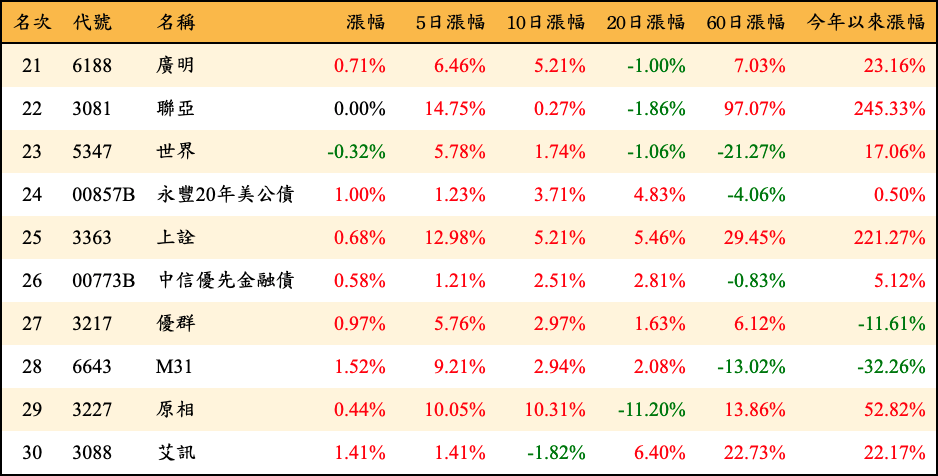 名次 代號 名稱 漲幅 5日漲幅 10日漲幅 20日漲幅 60日漲幅 今年以來漲幅
21 6188 廣明 0.71% 6.46% 5.21% -1.00% 7.03% 23.16%
22 3081 聯亞 0.00% 14.75% 0.27% -1.86% 97.07% 245.33%
23 5347 世界 -0.32% 5.78% 1.74% -1.06% -21.27% 17.06%
24 00857B 永豐20年美公債 1.00% 1.23% 3.71% 4.83% -4.06% 0.50%
25 3363 上詮 0.68% 12.98% 5.21% 5.46% 29.45% 221.27%
26 00773B 中信優先金融債 0.58% 1.21% 2.51% 2.81% -0.83% 5.12%
27 3217 優群 0.97% 5.76% 2.97% 1.63% 6.12% -11.61%
28 6643 M31 1.52% 9.21% 2.94% 2.08% -13.02% -32.26%
29 3227 原相 0.44% 10.05% 10.31% -11.20% 13.86% 52.82%
30 3088 艾訊 1.41% 1.41% -1.82% 6.40% 22.73% 22.17%